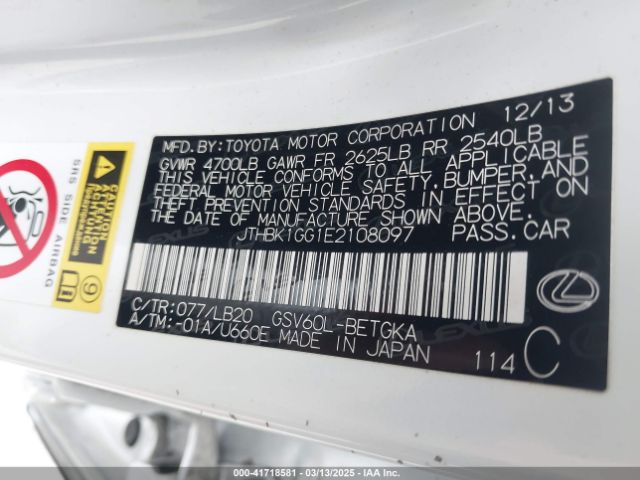 MFD.BY:TOYOTA MOTOR CORPORATION 12/13
GVWR 4700LB GAWR FR 2625LB RR 2540LB
THIS VEHICLE CONFORMS TO ALL APPLICABLE
FEDERAL MOTOR VEHICLE SAFETY,BUMPER,AND
THEFT PREVENTION STANDARDS IN EFFECT ON
THE DATE OF MANUFACTURE SHOWN ABOVE.
JTHBK1GG1E2108097 PASS.CAR
C/TR:077/LB20 GSV60L-BETGKA
A/TM:-01A/U660E MADE IN JAPAN
114 C
SRS SIDE AIRBAG
9
000-41718581 - 03/13/2025 - IAA Inc.